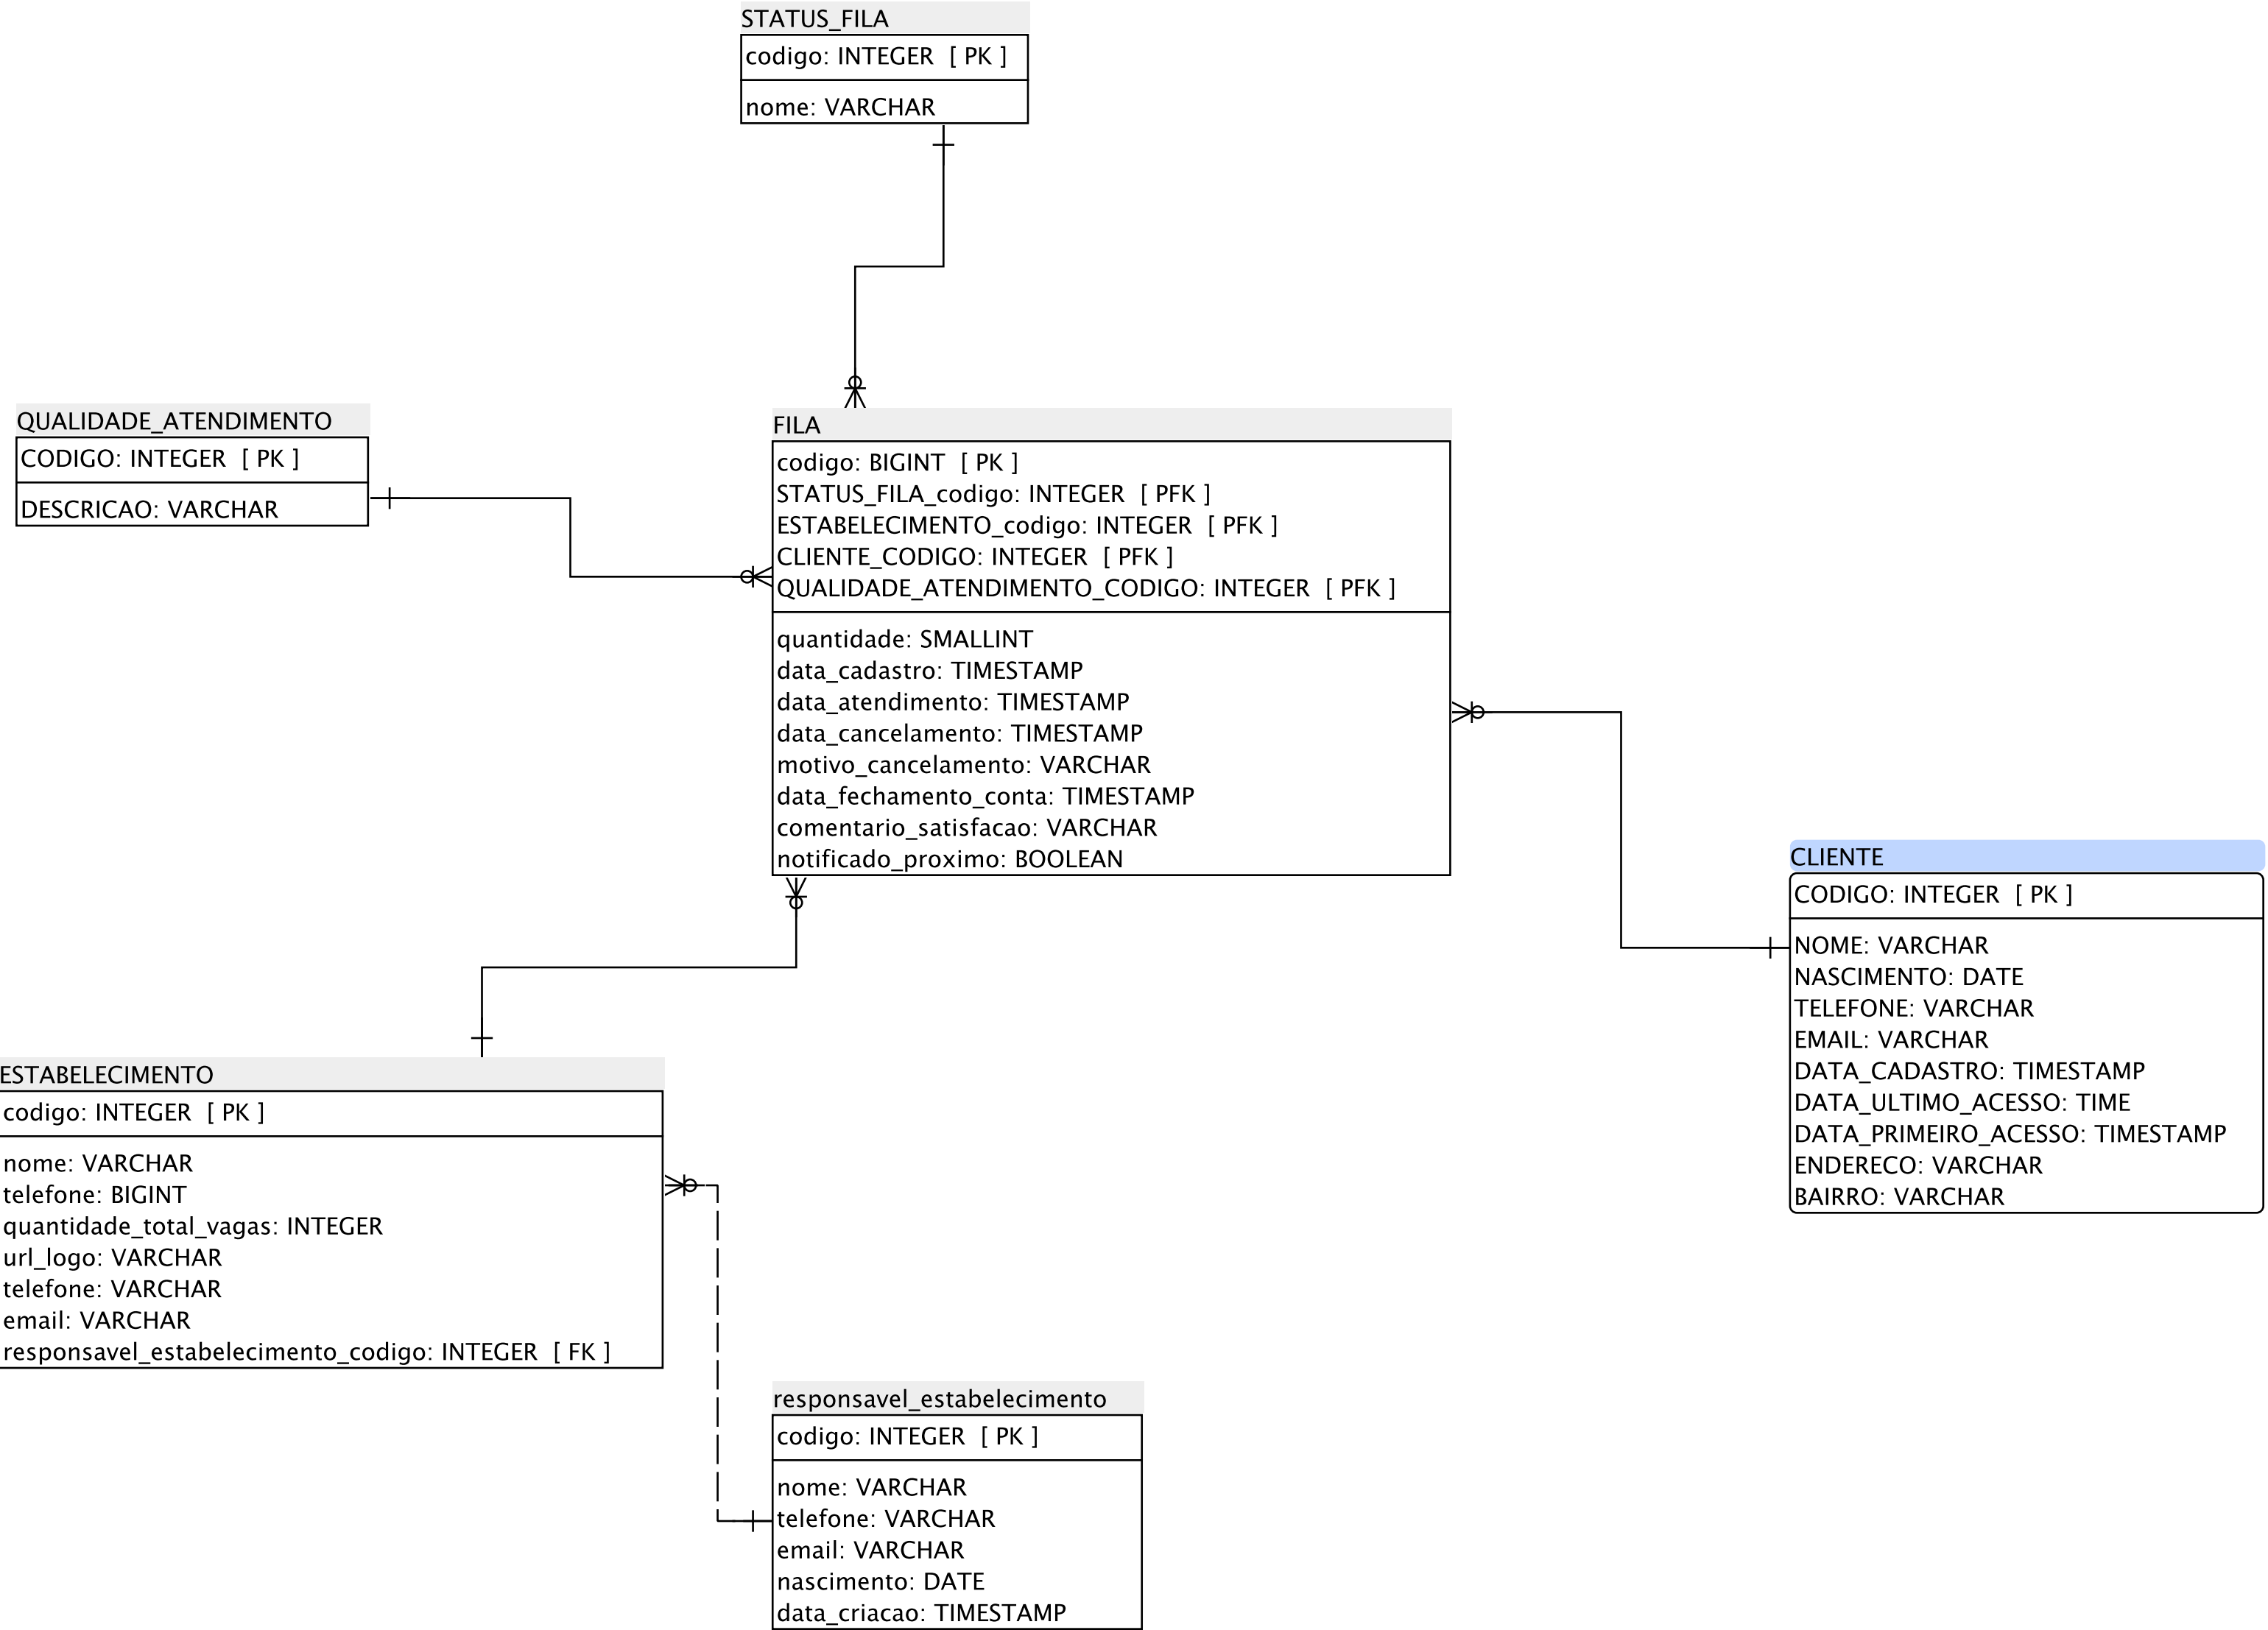 STATUS_FILA
codigo: INTEGER [ PK ]
nome: VARCHAR
QUALIDADE_ATENDIMENTO
CODIGO: INTEGER [ PK ]
DESCRICAO: VARCHAR
FILA
codigo: BIGINT [ PK ]
STATUS_FILA_codigo: INTEGER [ PFK ]
ESTABELECIMENTO_codigo: INTEGER [ PFK ]
CLIENTE_CODIGO: INTEGER [ PFK ]
QUALIDADE_ATENDIMENTO_CODIGO: INTEGER [ PFK ]
quantidade: SMALLINT
data_cadastro: TIMESTAMP
data_atendimento: TIMESTAMP
data_cancelamento: TIMESTAMP
motivo_cancelamento: VARCHAR
data_fechamento_conta: TIMESTAMP
comentario_satisfacao: VARCHAR
notificado_proximo: BOOLEAN
CLIENTE
CODIGO: INTEGER [ PK ]
NOME: VARCHAR
NASCIMENTO: DATE
TELEFONE: VARCHAR
EMAIL: VARCHAR
DATA_CADASTRO: TIMESTAMP
DATA_ULTIMO_ACESSO: TIME
DATA_PRIMEIRO_ACESSO: TIMESTAMP
ENDERECO: VARCHAR
BAIRRO: VARCHAR
ESTABELECIMENTO
codigo: INTEGER [ PK ]
nome: VARCHAR
telefone: BIGINT
quantidade_total_vagas: INTEGER
url_logo: VARCHAR
telefone: VARCHAR
email: VARCHAR
responsavel_estabelecimento_codigo: INTEGER [ FK ]
responsavel_estabelecimento
codigo: INTEGER [ PK ]
nome: VARCHAR
telefone: VARCHAR
email: VARCHAR
nascimento: DATE
data_criacao: TIMESTAMP